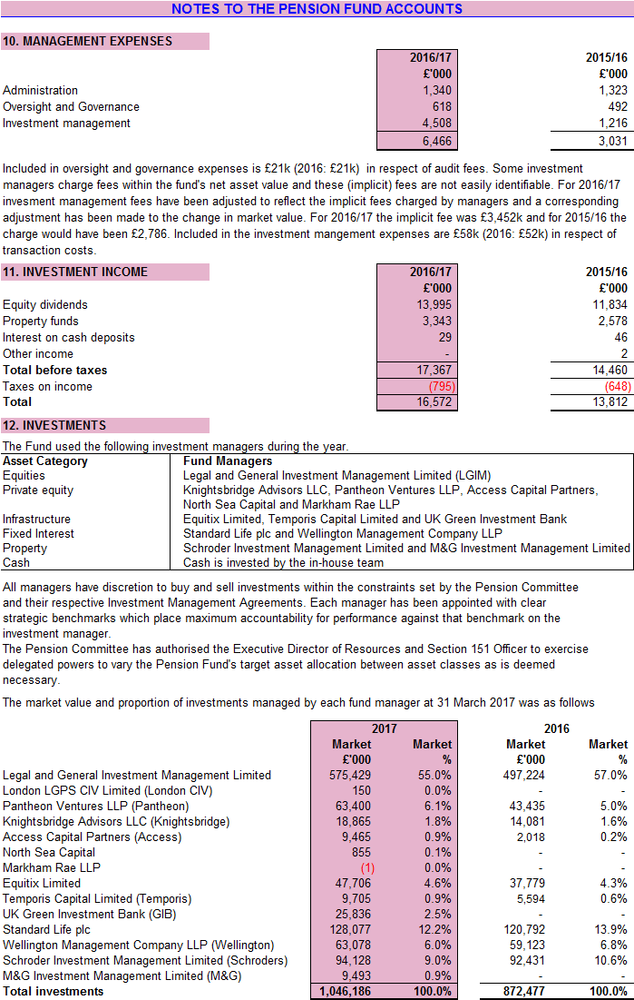 NOTES TO THE PENSION FUND ACCOUNTS
10. MANAGEMENT EXPENSES
2016/17 2015/16
£'000 £'000
Administration 1,340 1,323
Oversight and Governance 618 492
Investment management 4,508 1,216
6,466 3,031
Included in oversight and governance expenses is £21k (2016: £21k) in respect of audit fees. Some investment
managers charge fees within the fund's net asset value and these (implicit) fees are not easily identifiable. For 2016/17
invesment management fees have been adjusted to reflect the implicit fees charged by managers and a corresponding
adjustment has been made to the change in market value. For 2016/17 the implicit fee was £3,452k and for 2015/16 the
charge would have been £2,786. Included in the investment mangement expenses are £58k (2016: £52k) in respect of
transaction costs.
11. INVESTMENT INCOME 2016/17 2015/16
£'000 £'000
Equity dividends 13,995 11,834
Property funds 3,343 2,578
Interest on cash deposits 29 46
Other income - 2
Total before taxes 17,367 14,460
Taxes on income (795) (648)
Total 16,572 13,812
12. INVESTMENTS
The Fund used the following investment managers during the year.
Asset Category Fund Managers
Equities Legal and General Investment Management Limited (LGIM)
Private equity Knightsbridge Advisors LLC, Pantheon Ventures LLP, Access Capital Partners,
North Sea Capital and Markham Rae LLP
Infrastructure Equitix Limited, Temporis Capital Limited and UK Green Investment Bank
Fixed Interest Standard Life plc and Wellington Management Company LLP
Property Schroder Investment Management Limited and M&G Investment Management Limited
Cash Cash is invested by the in-house team
All managers have discretion to buy and sell investments within the constraints set by the Pension Committee
and their respective Investment Management Agreements. Each manager has been appointed with clear
strategic benchmarks which place maximum accountability for performance against that benchmark on the
investment manager.
The Pension Committee has authorised the Executive Director of Resources and Section 151 Officer to exercise
delegated powers to vary the Pension Fund's target asset allocation between asset classes as is deemed
necessary.
The market value and proportion of investments managed by each fund manager at 31 March 2017 was as follows
2017 2016
Market Market Market Market
£'000 % £'000 %
Legal and General Investment Management Limited 575,429 55.0% 497,224 57.0%
London LGPS CIV Limited (London CIV) 150 0.0% - -
Pantheon Ventures LLP (Pantheon) 63,400 6.1% 43,435 5.0%
Knightsbridge Advisors LLC (Knightsbridge) 18,865 1.8% 14,081 1.6%
Access Capital Partners (Access) 9,465 0.9% 2,018 0.2%
North Sea Capital 855 0.1% - -
Markham Rae LLP (1) 0.0% - -
Equitix Limited 47,706 4.6% 37,779 4.3%
Temporis Capital Limited (Temporis) 9,705 0.9% 5,594 0.6%
UK Green Investment Bank (GIB) 25,836 2.5% - -
Standard Life plc 128,077 12.2% 120,792 13.9%
Wellington Management Company LLP (Wellington) 63,078 6.0% 59,123 6.8%
Schroder Investment Management Limited (Schroders) 94,128 9.0% 92,431 10.6%
M&G Investment Management Limited (M&G) 9,493 0.9% - -
Total investments 1,046,186 100.0% 872,477 100.0%